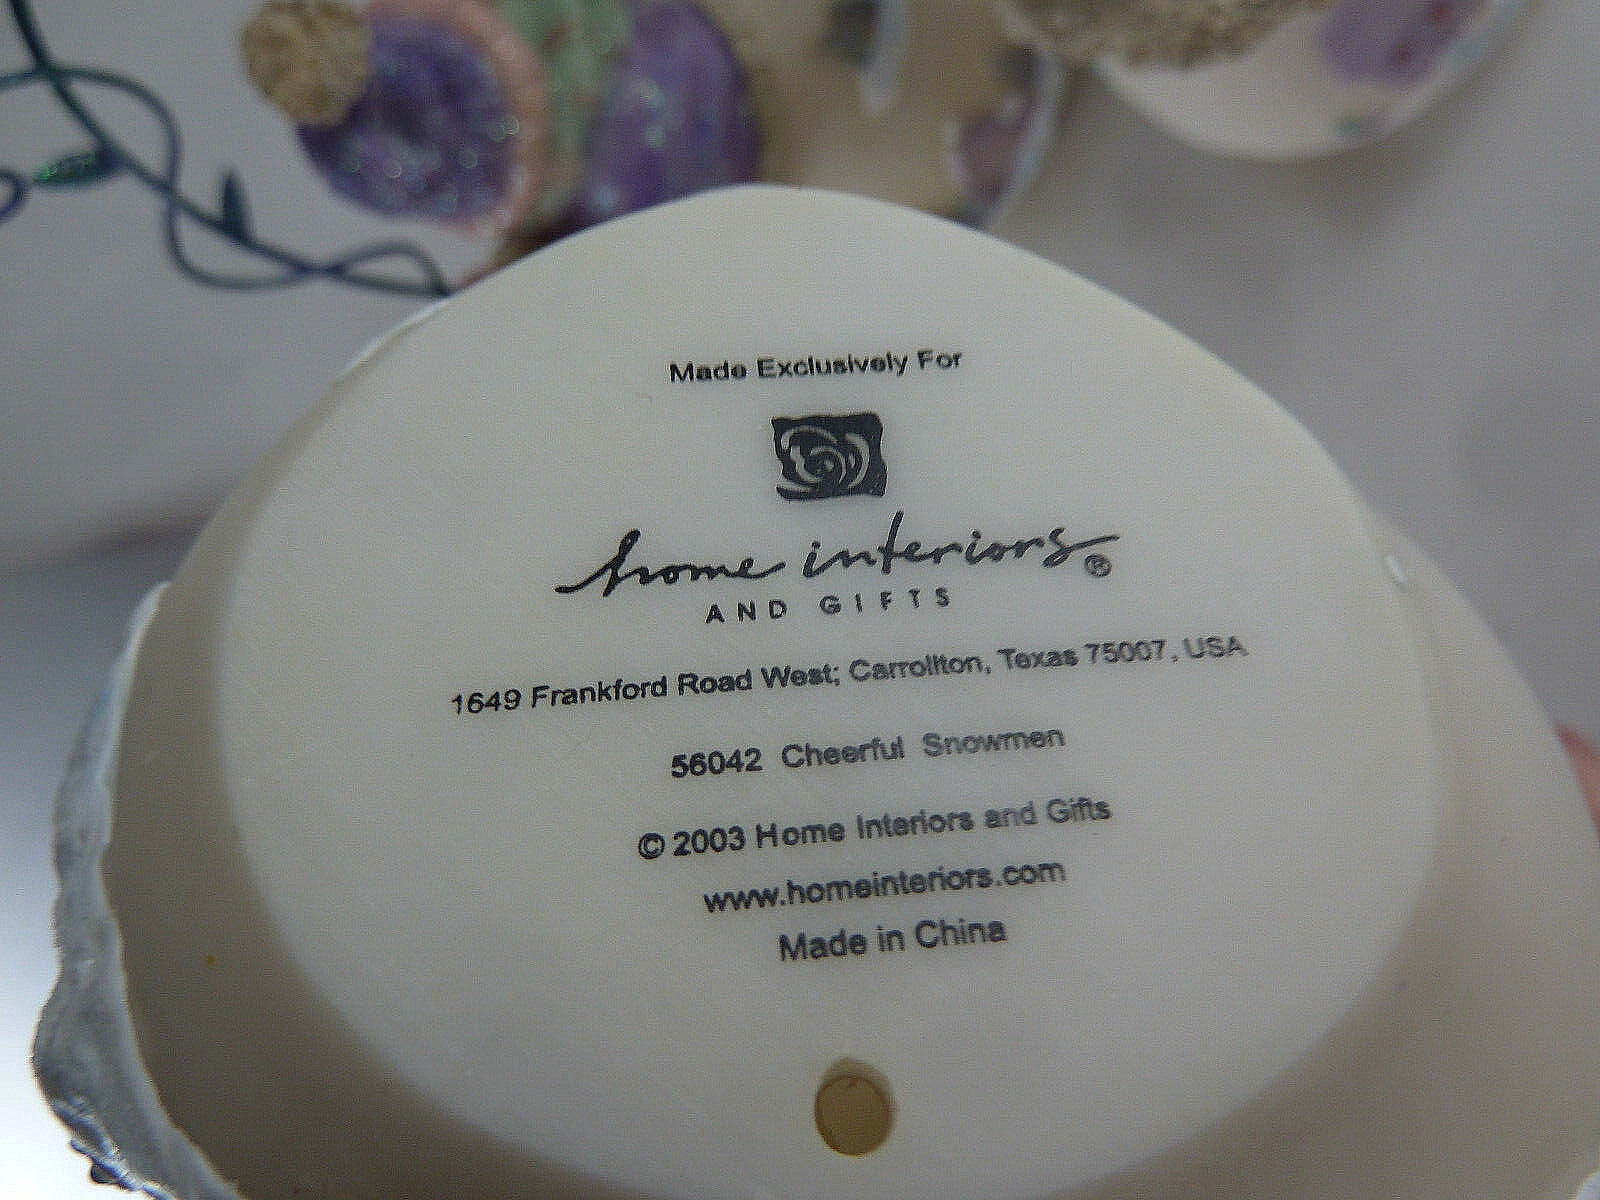 Made Exclusively For
home interiors®
AND GIFTS
1649 Frankford Road West; Carrollton, Texas 75007, USA
56042 Cheerful Snowmen
© 2003 Home Interiors and Gifts
www.homeinteriors.com
Made in China